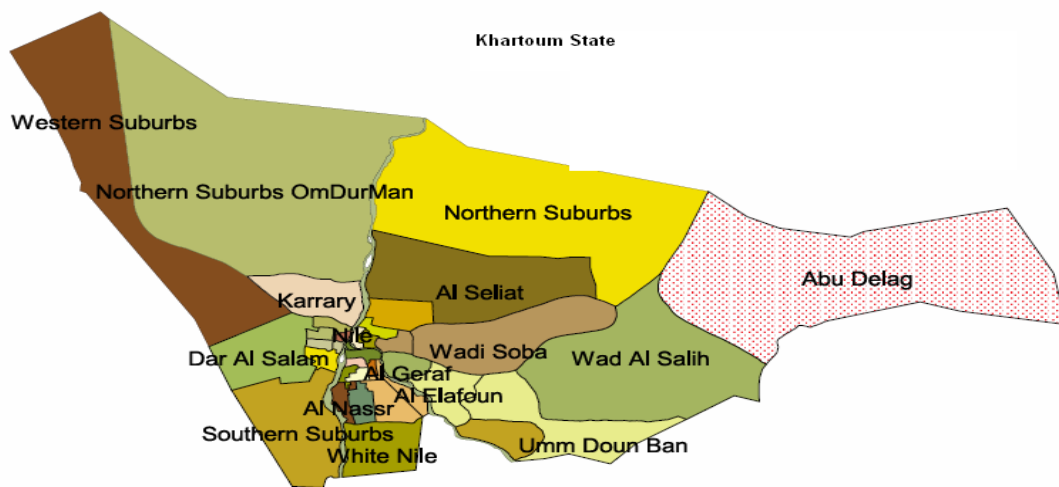 Khartoum State
Western Suburbs
Northern Suburbs OmDurMan
Northern Suburbs
Abu Delag
Al Seliat
Karrary
Nile
Wadi Soba
Dar Al Salam
Wad Al Salih
Al Geraf
Al Elafoun
Al Nassr
Southern Suburbs
Umm Doun Ban
White Nile